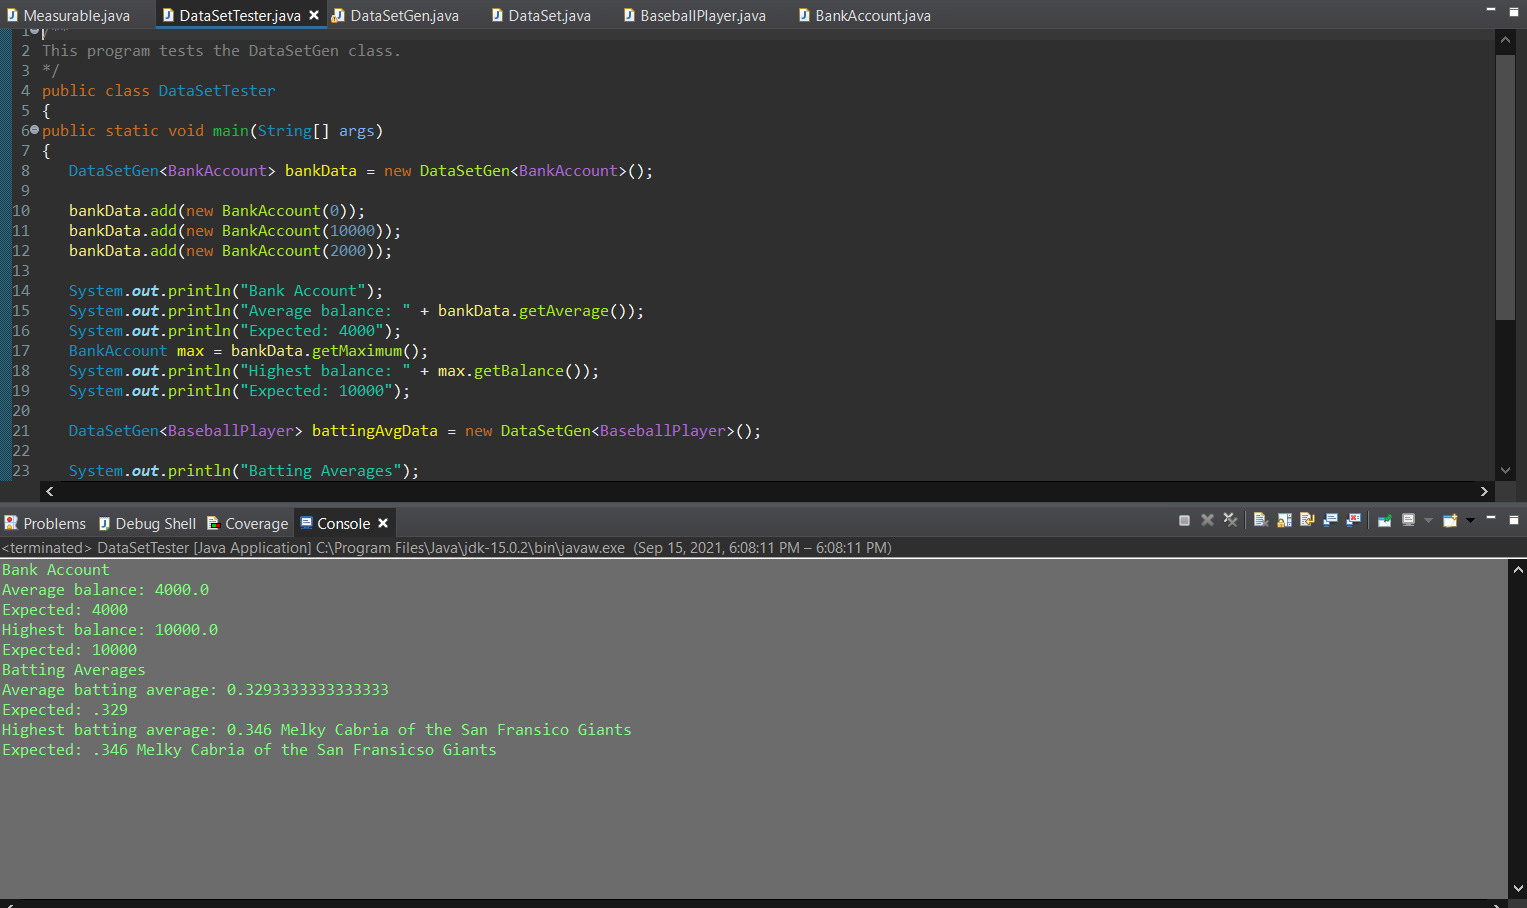 Measurable.java DataSetTester.java DataSetGen.java DataSet.java BaseballPlayer.java BankAccount.java
1 /**
2 This program tests the DataSetGen class.
3 */
4 public class DataSetTester
5 {
6 public static void main(String[] args)
7 {
8 DataSetGen<BankAccount> bankData = new DataSetGen<BankAccount>();
9
10 bankData.add(new BankAccount(0));
11 bankData.add(new BankAccount(10000));
12 bankData.add(new BankAccount(2000));
13
14 System.out.println("Bank Account");
15 System.out.println("Average balance: " + bankData.getAverage());
16 System.out.println("Expected: 4000");
17 BankAccount max = bankData.getMaximum();
18 System.out.println("Highest balance: " + max.getBalance());
19 System.out.println("Expected: 10000");
20
21 DataSetGen<BaseballPlayer> battingAvgData = new DataSetGen<BaseballPlayer>();
22
23 System.out.println("Batting Averages");
Problems Debug Shell Coverage Console
<terminated> DataSetTester [Java Application] C:\Program Files\Java\jdk-15.0.2\bin\javaw.exe (Sep 15, 2021, 6:08:11 PM – 6:08:11 PM)
Bank Account
Average balance: 4000.0
Expected: 4000
Highest balance: 10000.0
Expected: 10000
Batting Averages
Average batting average: 0.3293333333333333
Expected: .329
Highest batting average: 0.346 Melky Cabria of the San Fransico Giants
Expected: .346 Melky Cabria of the San Fransicso Giants